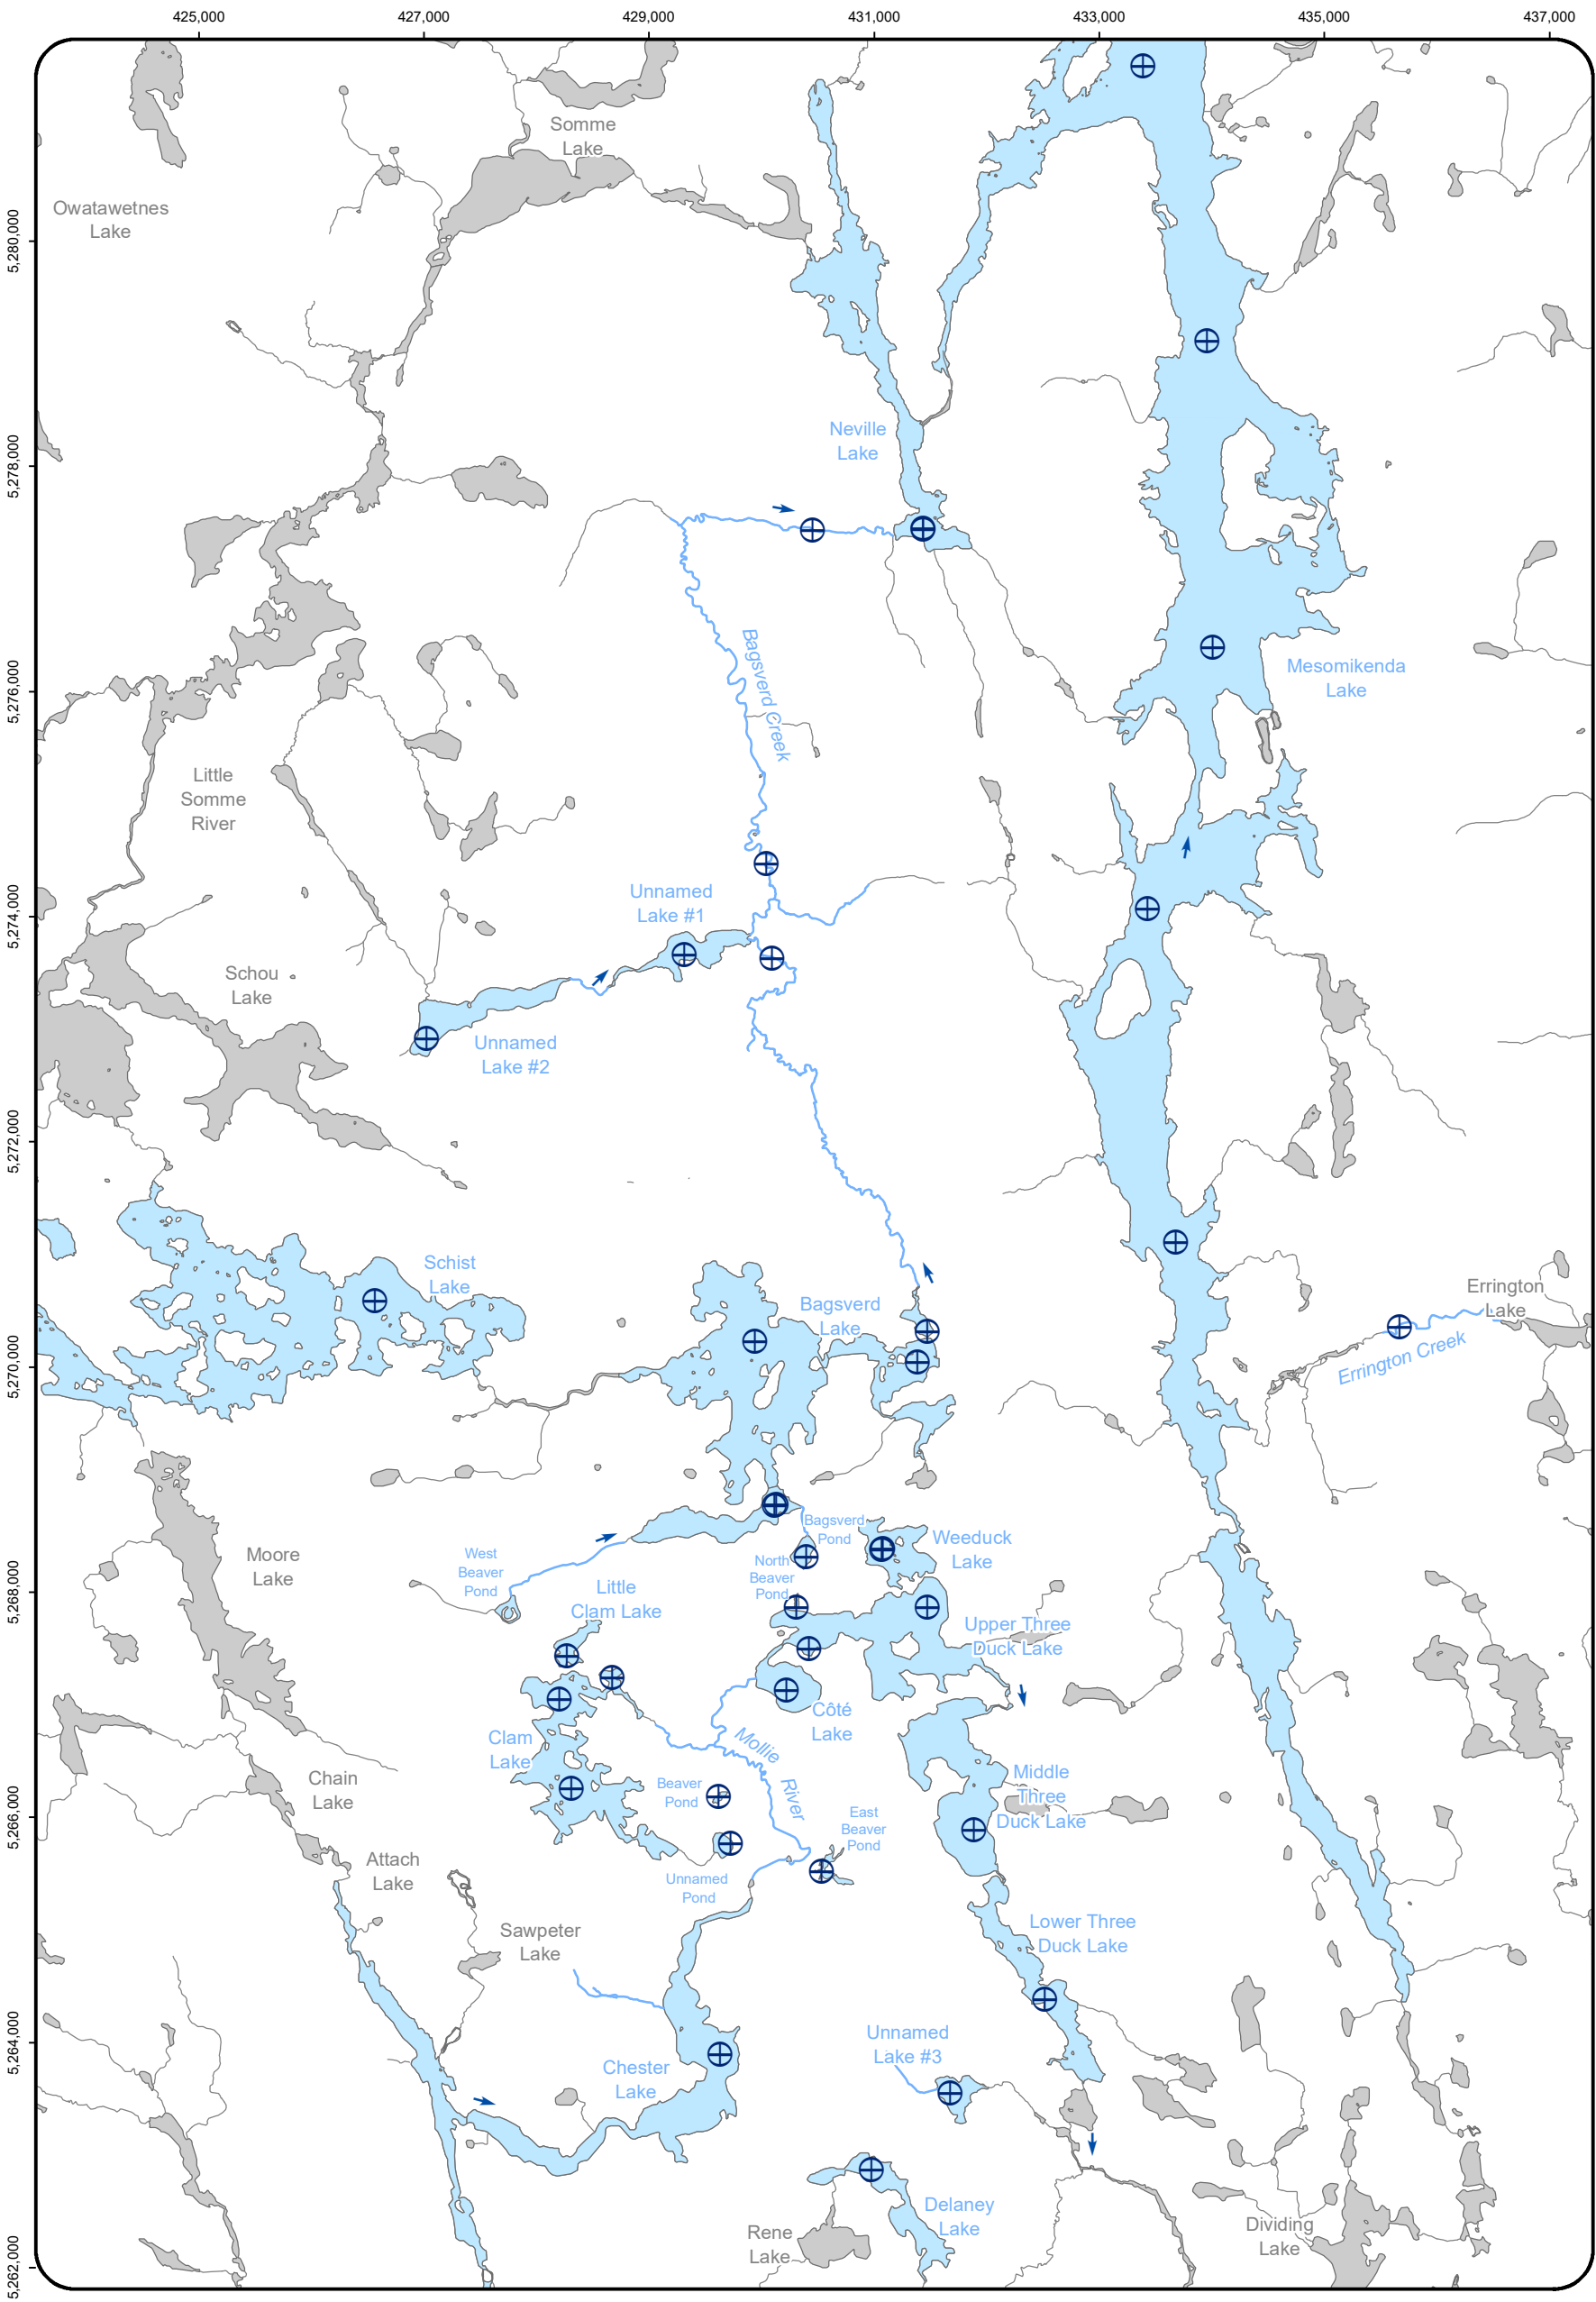 425,000
427,000
429,000
431,000
433,000
435,000
437,000
5,280,000
5,278,000
5,276,000
5,274,000
5,272,000
5,270,000
5,268,000
5,266,000
5,264,000
5,262,000
Somme
Lake
Owatawetnes
Lake
Neville
Lake
Bagsverd Creek
Mesomikenda
Lake
Little
Somme
River
Unnamed
Lake #1
Schou
Lake
Unnamed
Lake #2
Schist
Lake
Bagsverd
Lake
Errington
Lake
Errington Creek
Bagsverd
Pond
Weeduck
Lake
West
Beaver
Pond
North
Beaver
Pond
Moore
Lake
Little
Clam Lake
Upper Three
Duck Lake
Côté
Lake
Clam
Lake
Mollie
River
Chain
Lake
Beaver
Pond
Middle
Three
Duck Lake
East
Beaver
Pond
Attach
Lake
Unnamed
Pond
Sawpeter
Lake
Lower Three
Duck Lake
Unnamed
Lake #3
Chester
Lake
Delaney
Lake
Rene
Lake
Dividing
Lake